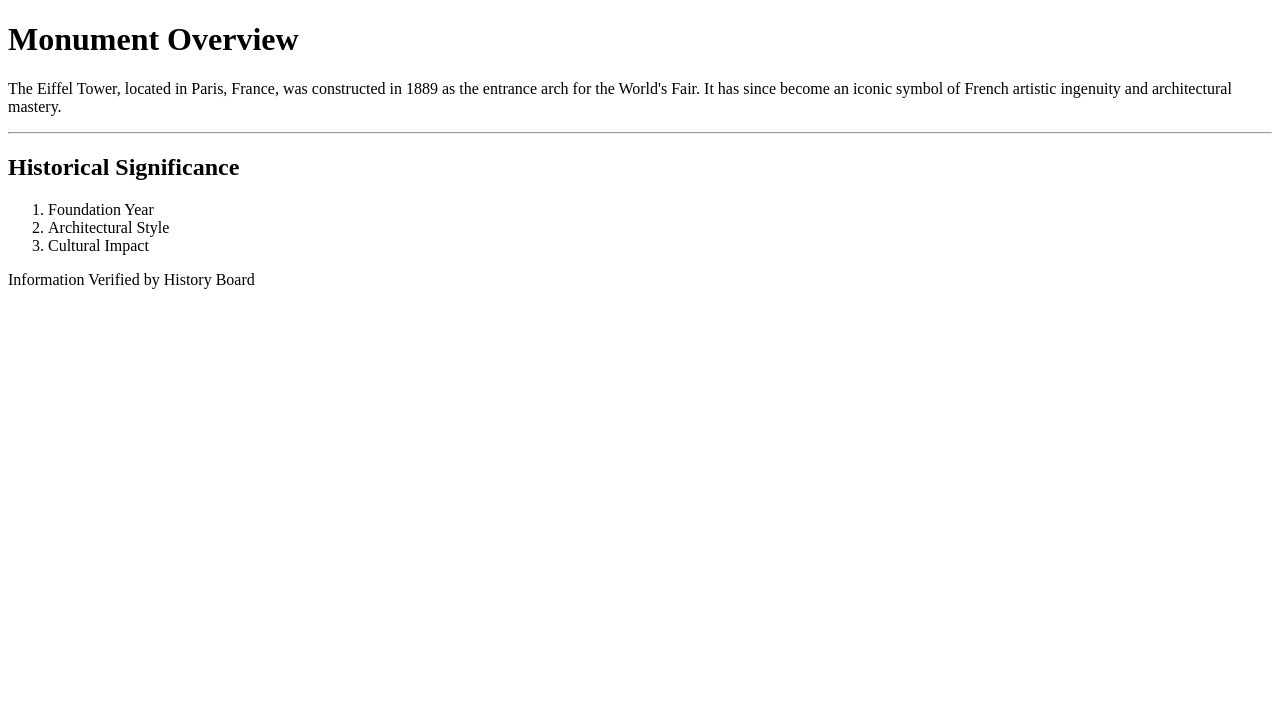 Monument Overview
The Eiffel Tower, located in Paris, France, was constructed in 1889 as the entrance arch for the World's Fair. It has since become an iconic symbol of French artistic ingenuity and architectural
mastery.
Historical Significance
1. Foundation Year
2. Architectural Style
3. Cultural Impact
Information Verified by History Board